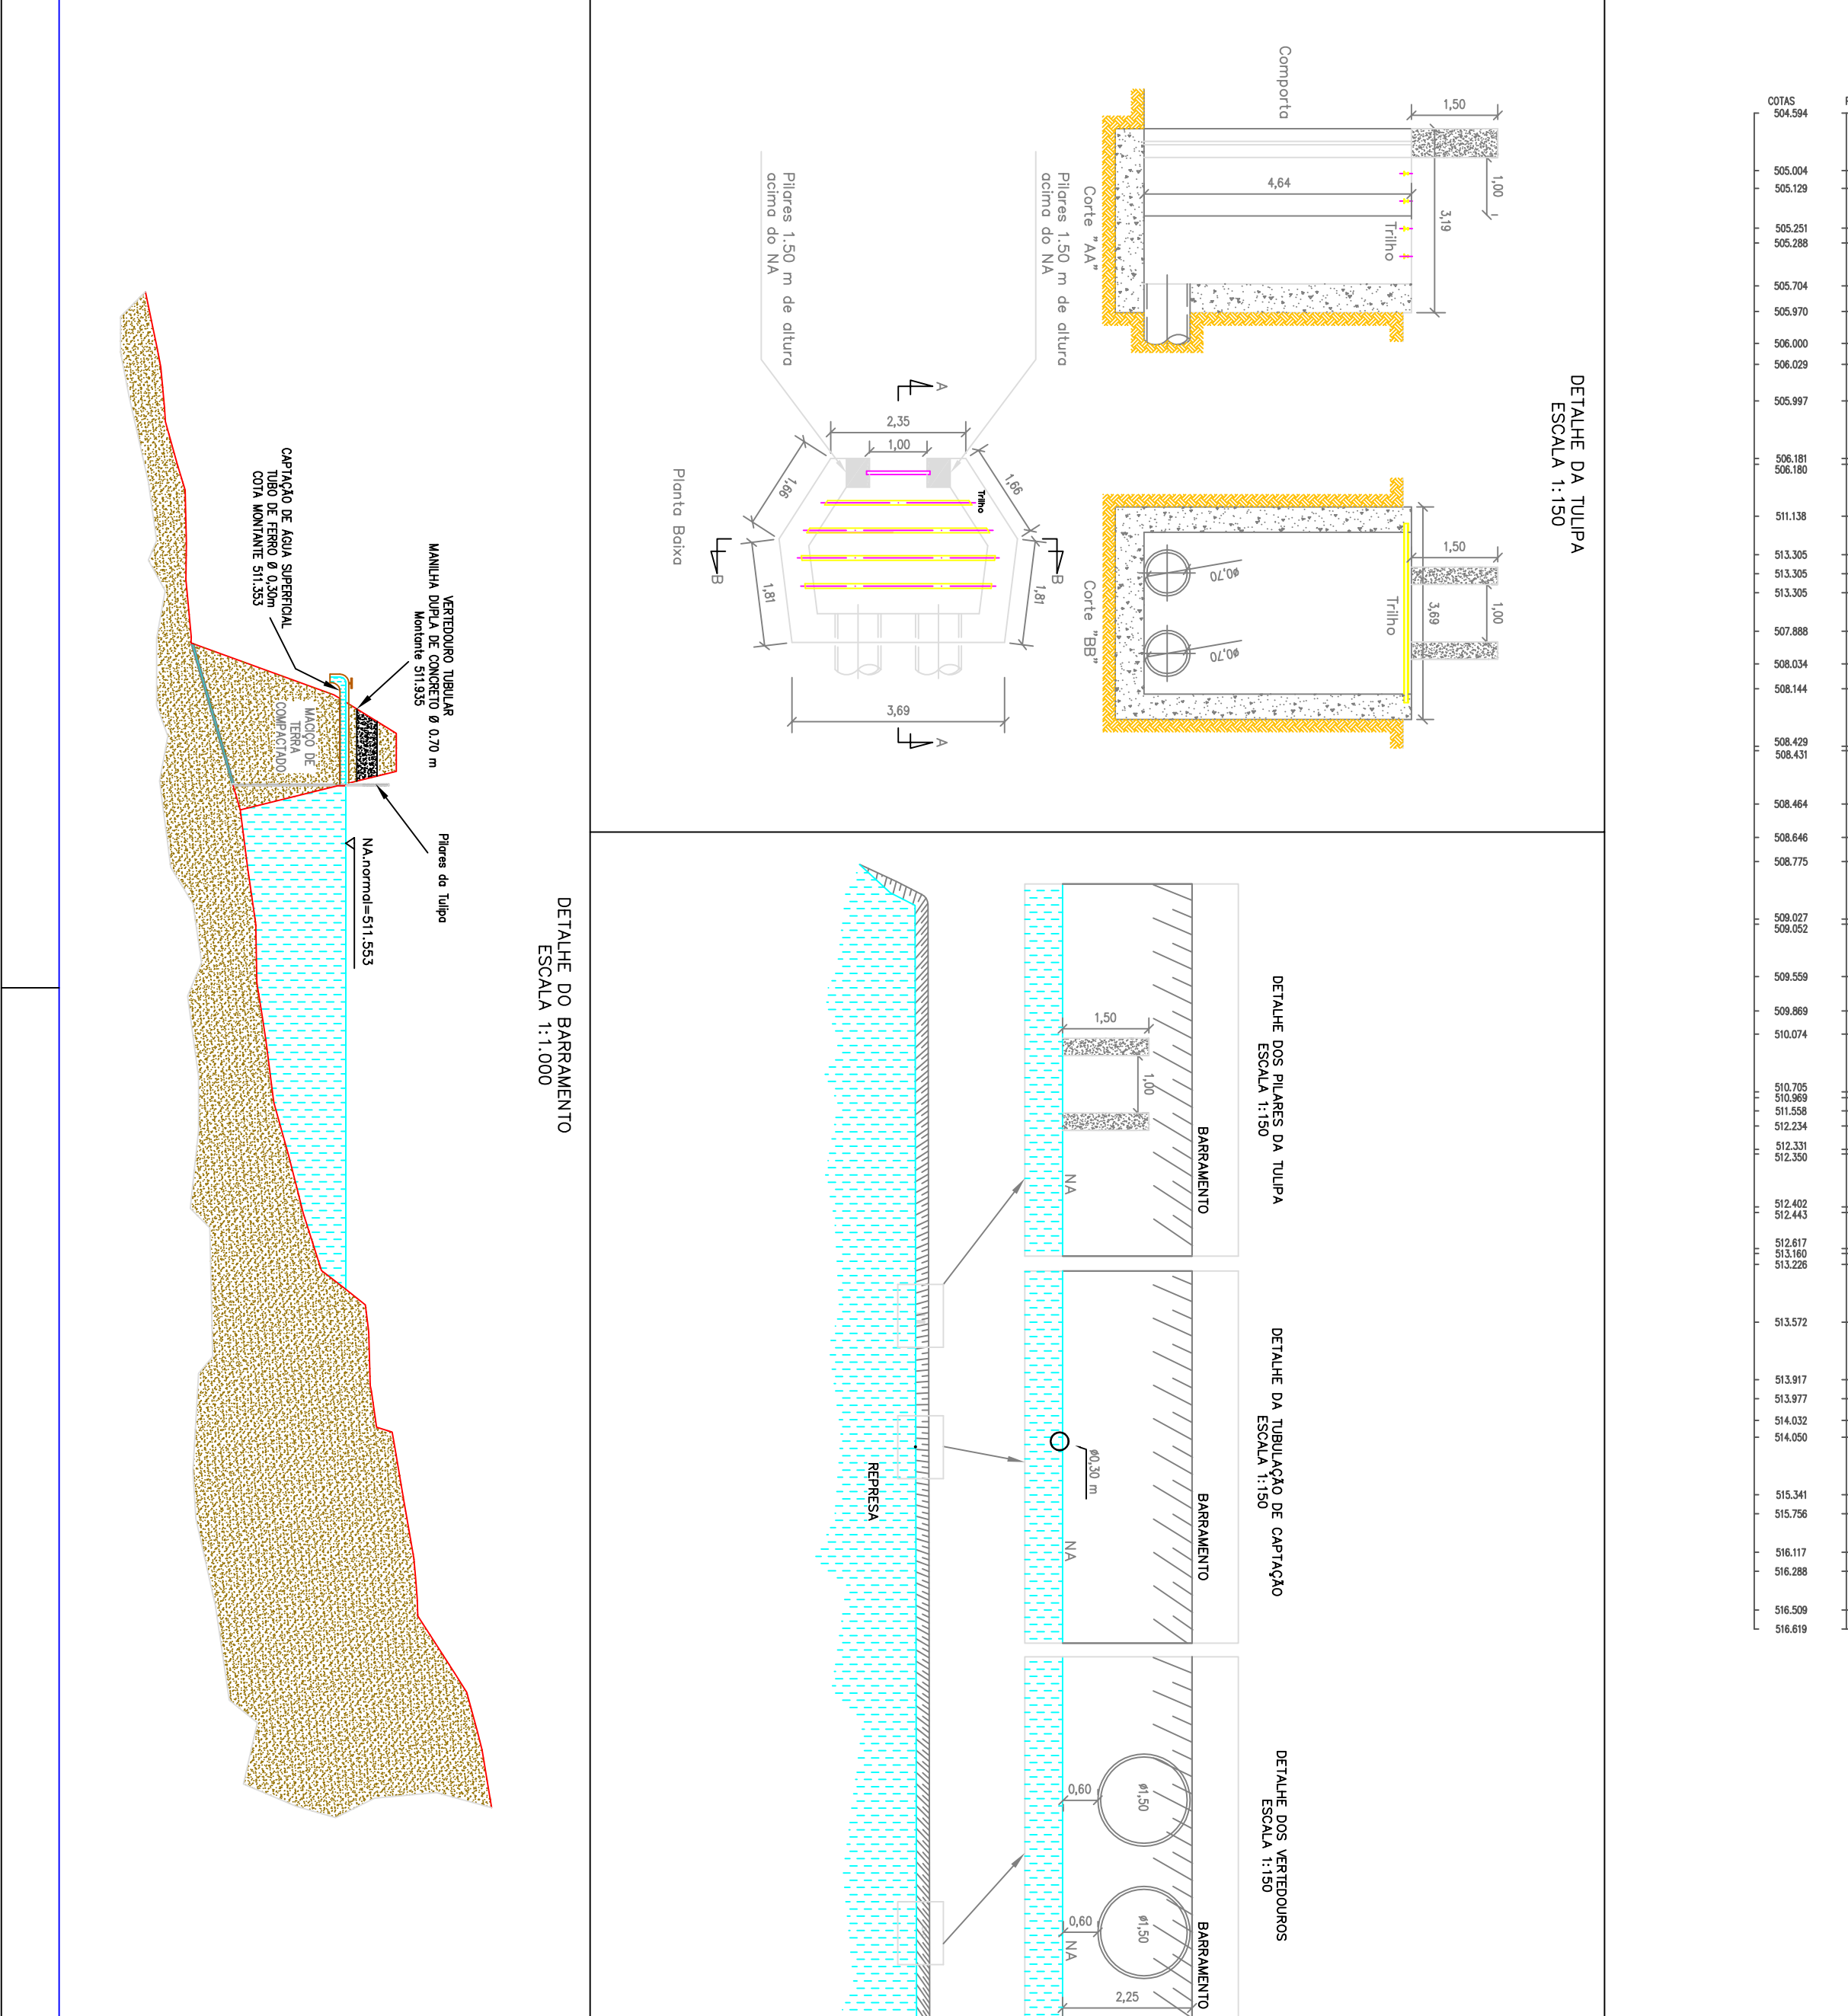 DETALHE DA TULIPA
ESCALA 1:150
Comporta
1,50
1,00
3,19
4,64
Trilho
Corte "AA"
1,50
1,00
3,69
Trilho
ø0,70
ø0,70
Corte "BB"
Pilares 1.50 m de altura
acima do NA
Pilares 1.50 m de altura
acima do NA
A
2,35
1,00
1,66
1,66
Trilho
B
B
1,81
1,81
3,69
A
Planta Baixa
DETALHE DOS PILARES DA TULIPA
ESCALA 1:150
BARRAMENTO
1,50
1,00
NA
DETALHE DA TUBULAÇÃO DE CAPTAÇÃO
ESCALA 1:150
BARRAMENTO
ø0,30 m
NA
DETALHE DOS VERTEDOUROS
ESCALA 1:150
BARRAMENTO
ø1,50
ø1,50
0,60
0,60
NA
2,25
REPRESA
DETALHE DO BARRAMENTO
ESCALA 1:1.000
VERTEDOURO TUBULAR
MANILHA DUPLA DE CONCRETO Ø 0.70 m
Montante 511.935
Pilares da Tulipa
NA.normal=511.553
CAPTAÇÃO DE ÁGUA SUPERFICIAL
TUBO DE FERRO Ø 0.30m
COTA MONTANTE 511.353
MACIÇO DE
TERRA
COMPACTADO
COTAS
504.594
505.004
505.129
505.251
505.288
505.704
505.970
506.000
506.029
505.997
506.181
506.180
511.138
513.305
513.305
513.305
507.888
508.034
508.144
508.429
508.431
508.464
508.646
508.775
509.027
509.052
509.559
509.869
510.074
510.705
510.969
511.558
512.234
512.331
512.350
512.402
512.443
512.617
513.160
513.226
513.572
513.917
513.977
514.032
514.050
515.341
515.756
516.117
516.288
516.509
516.619